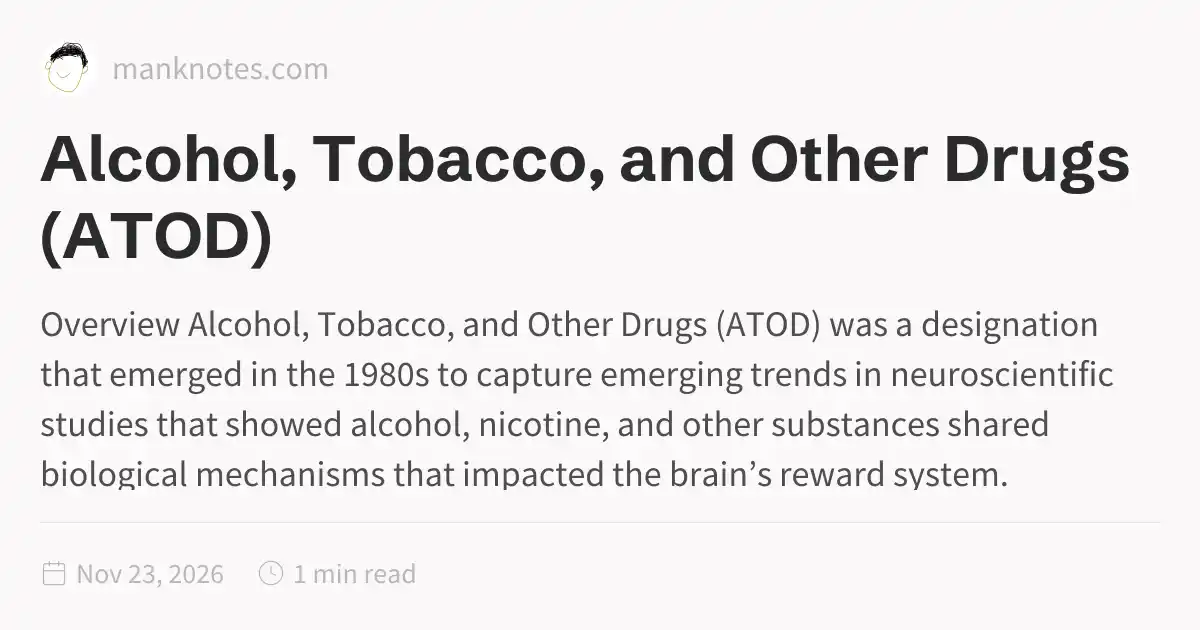 manknotes.com
Alcohol, Tobacco, and Other Drugs
(ATOD)
Overview Alcohol, Tobacco, and Other Drugs (ATOD) was a designation
that emerged in the 1980s to capture emerging trends in neuroscientific
studies that showed alcohol, nicotine, and other substances shared
biological mechanisms that impacted the brain’s reward system.
Nov 23, 2026 1 min read